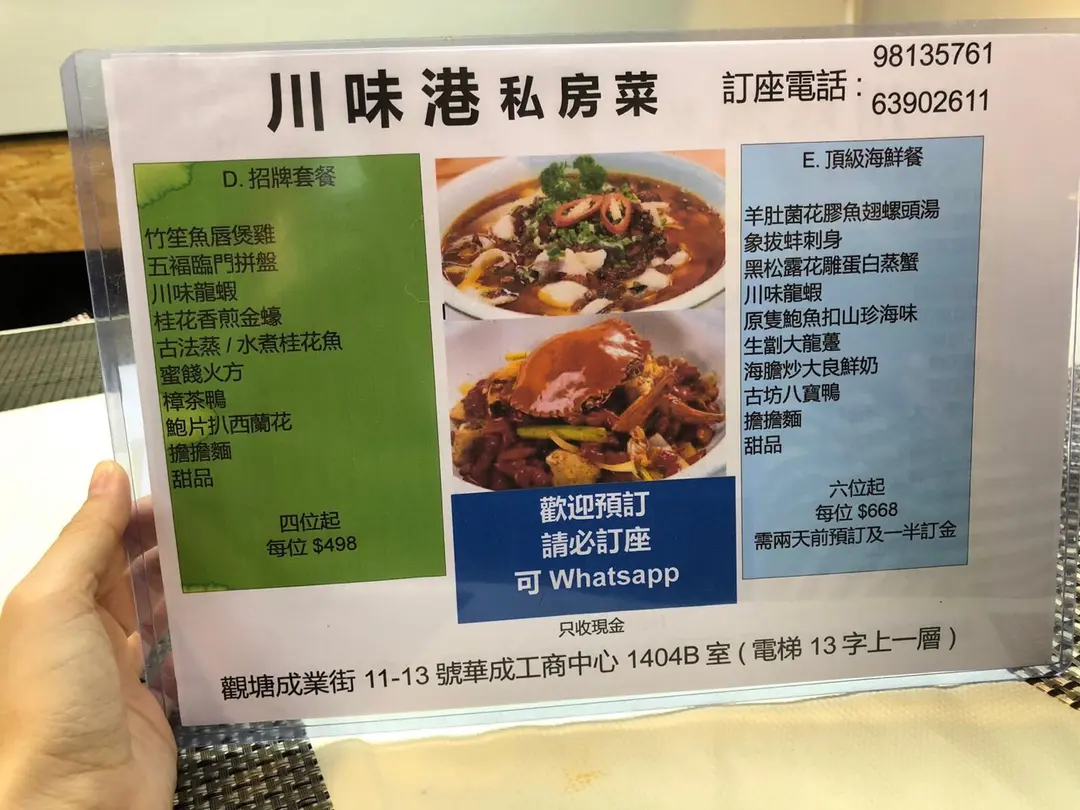 川味港 私房菜
訂座電話 :
98135761
63902611
D. 招牌套餐
竹笙魚唇煲雞
五福臨門拼盤
川味龍蝦
桂花香煎金蠔
古法蒸 / 水煮桂花魚
蜜餞火方
樟茶鴨
鮑片扒西蘭花
擔擔麵
甜品
四位起
每位 $498
歡迎預訂
請必訂座
可 Whatsapp
E. 頂級海鮮餐
羊肚菌花膠魚翅螺頭湯
象拔蚌刺身
黑松露花雕蛋白蒸蟹
川味龍蝦
原隻鮑魚扣山珍海味
生劏大龍躉
海膽炒大良鮮奶
古坊八寶鴨
擔擔麵
甜品
六位起
每位 $668
需兩天前預訂及一半訂金
只收現金
觀塘成業街 11-13 號華成工商中心 1404B 室 ( 電梯 13 字上一層 )